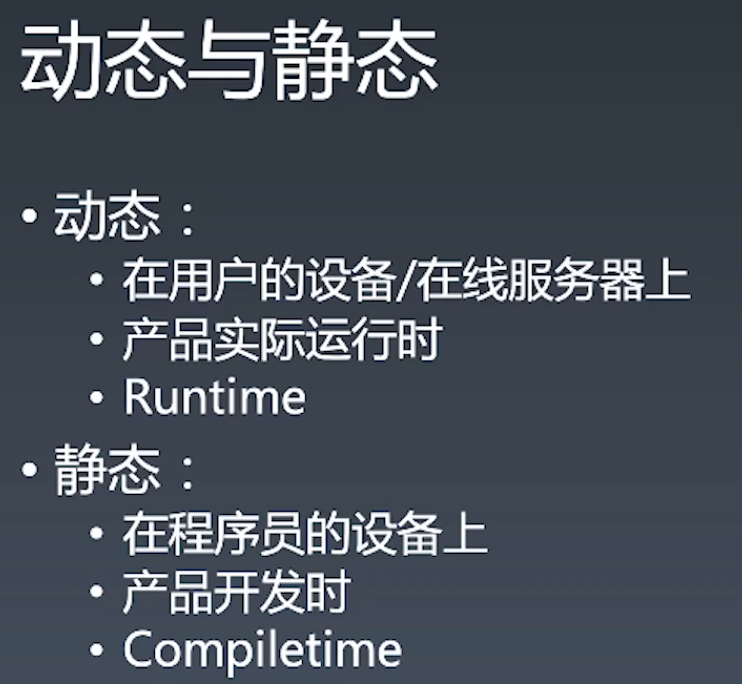 动态与静态
• 动态：
• 在用户的设备/在线服务器上
• 产品实际运行时
• Runtime
• 静态：
• 在程序员的设备上
• 产品开发时
• Compiletime